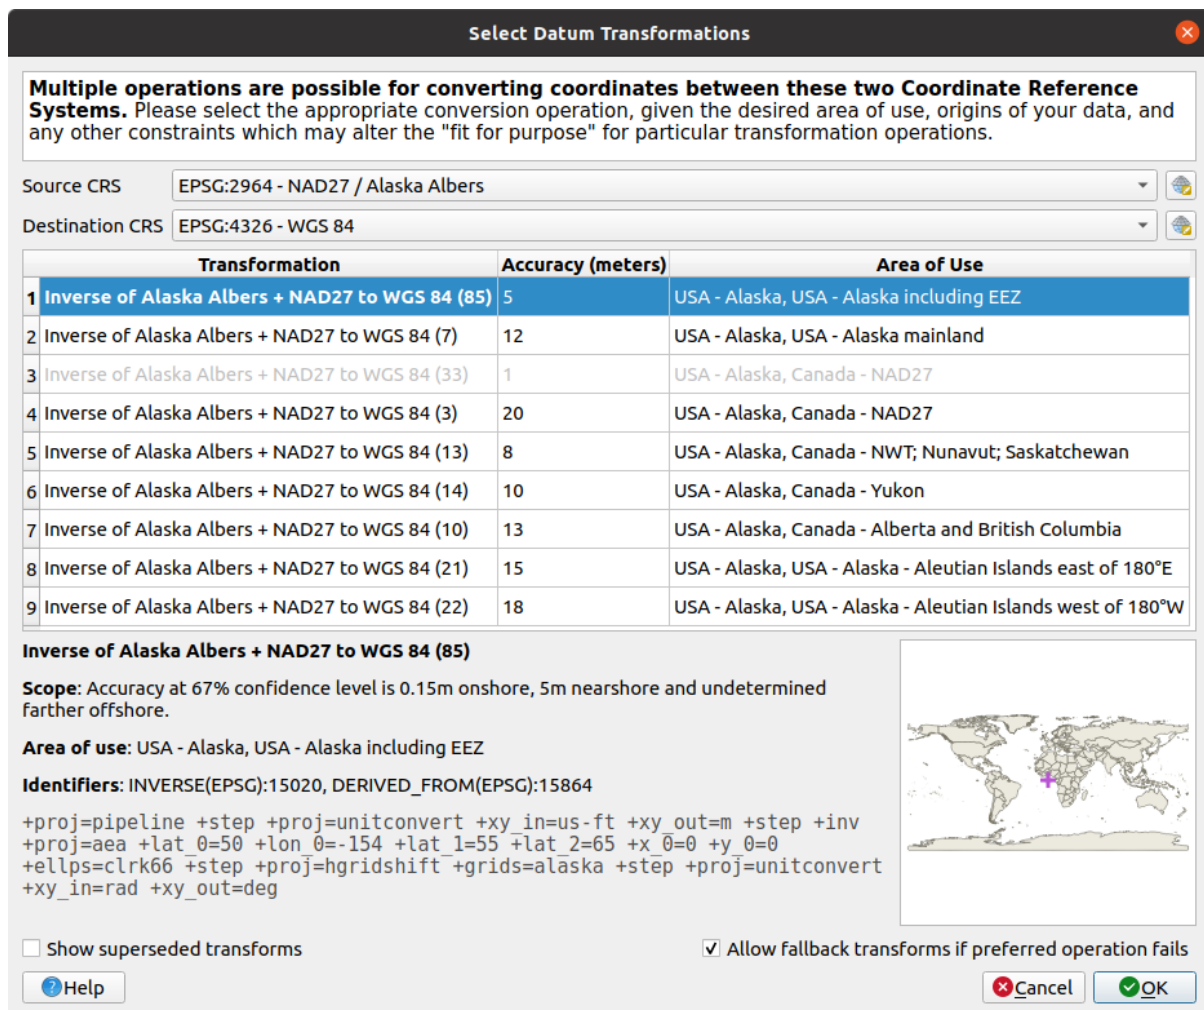 Select Datum Transformations
Multiple operations are possible for converting coordinates between these two Coordinate Reference
Systems. Please select the appropriate conversion operation, given the desired area of use, origins of your data, and
any other constraints which may alter the "fit for purpose" for particular transformation operations.
Source CRS EPSG:2964 - NAD27 / Alaska Albers
Destination CRS EPSG:4326 - WGS 84
Transformation Accuracy (meters) Area of Use
1 Inverse of Alaska Albers + NAD27 to WGS 84 (85) 5 USA - Alaska, USA - Alaska including EEZ
2 Inverse of Alaska Albers + NAD27 to WGS 84 (7) 12 USA - Alaska, USA - Alaska mainland
3 Inverse of Alaska Albers + NAD27 to WGS 84 (33) 1 USA - Alaska, Canada - NAD27
4 Inverse of Alaska Albers + NAD27 to WGS 84 (3) 20 USA - Alaska, Canada - NAD27
5 Inverse of Alaska Albers + NAD27 to WGS 84 (13) 8 USA - Alaska, Canada - NWT; Nunavut; Saskatchewan
6 Inverse of Alaska Albers + NAD27 to WGS 84 (14) 10 USA - Alaska, Canada - Yukon
7 Inverse of Alaska Albers + NAD27 to WGS 84 (10) 13 USA - Alaska, Canada - Alberta and British Columbia
8 Inverse of Alaska Albers + NAD27 to WGS 84 (21) 15 USA - Alaska, USA - Alaska - Aleutian Islands east of 180°E
9 Inverse of Alaska Albers + NAD27 to WGS 84 (22) 18 USA - Alaska, USA - Alaska - Aleutian Islands west of 180°W
Inverse of Alaska Albers + NAD27 to WGS 84 (85)
Scope: Accuracy at 67% confidence level is 0.15m onshore, 5m nearshore and undetermined
farther offshore.
Area of use: USA - Alaska, USA - Alaska including EEZ
Identifiers: INVERSE(EPSG):15020, DERIVED_FROM(EPSG):15864
+proj=pipeline +step +proj=unitconvert +xy_in=us-ft +xy_out=m +step +inv
+proj=aea +lat_0=50 +lon_0=-154 +lat_1=55 +lat_2=65 +x_0=0 +y_0=0
+ellps=clrk66 +step +proj=hgridshift +grids=alaska +step +proj=unitconvert
+xy_in=rad +xy_out=deg
Show superseded transforms Allow fallback transforms if preferred operation fails
Help Cancel OK